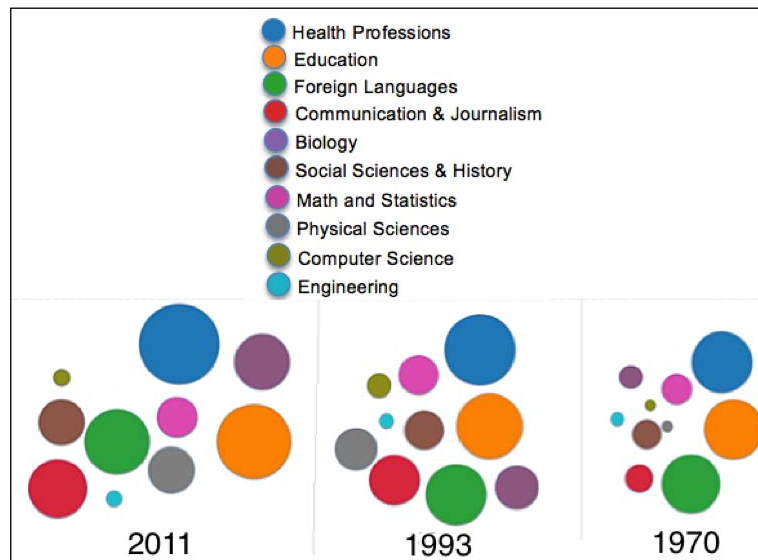 Health Professions
Education
Foreign Languages
Communication & Journalism
Biology
Social Sciences & History
Math and Statistics
Physical Sciences
Computer Science
Engineering
2011
1993
1970